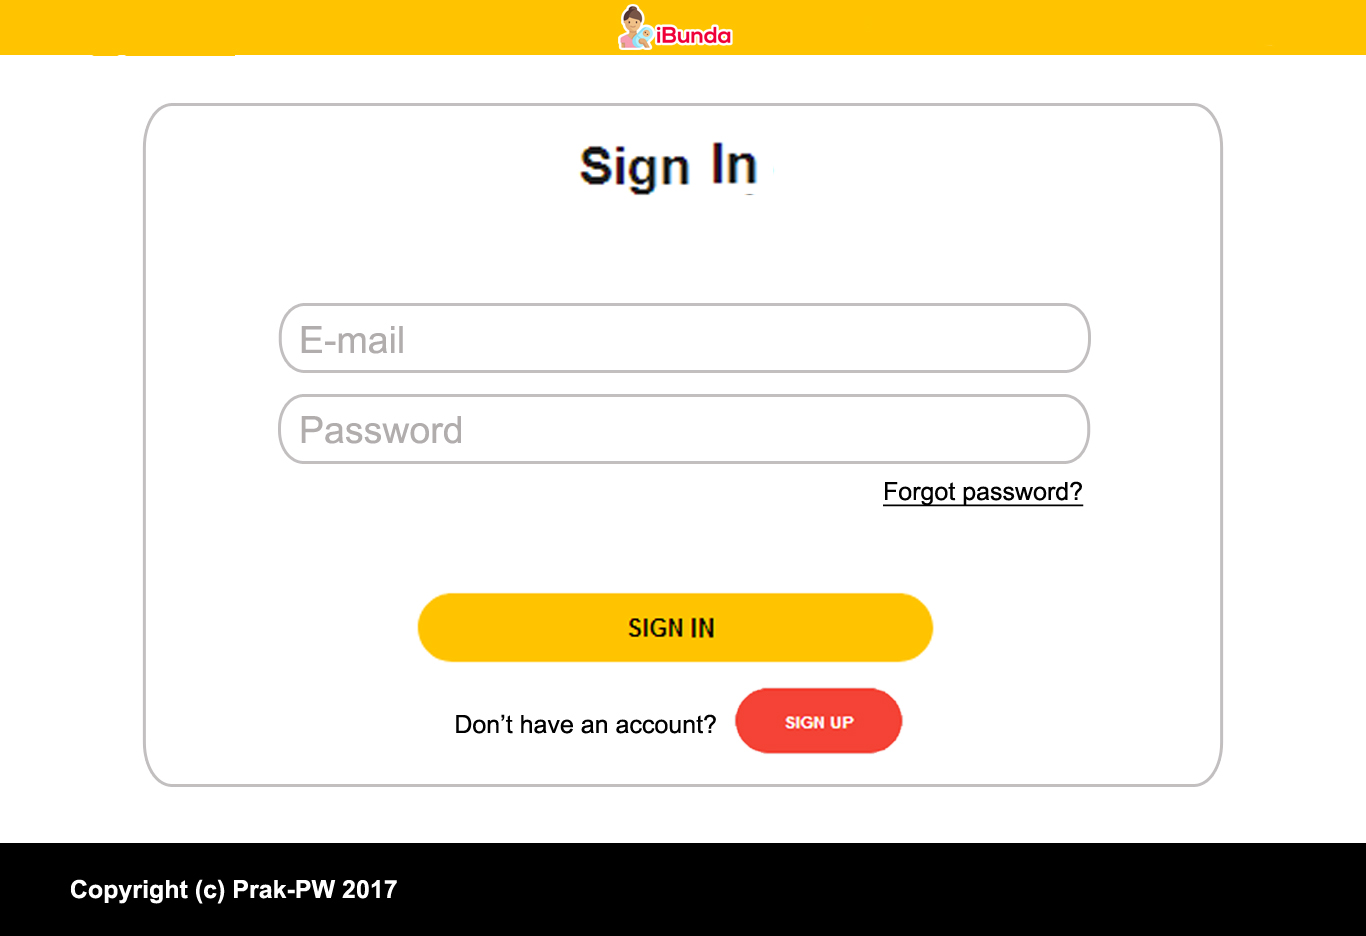 iBunda
Sign In
E-mail
Password
Forgot password?
SIGN IN
Don’t have an account?
SIGN UP
Copyright (c) Prak-PW 2017